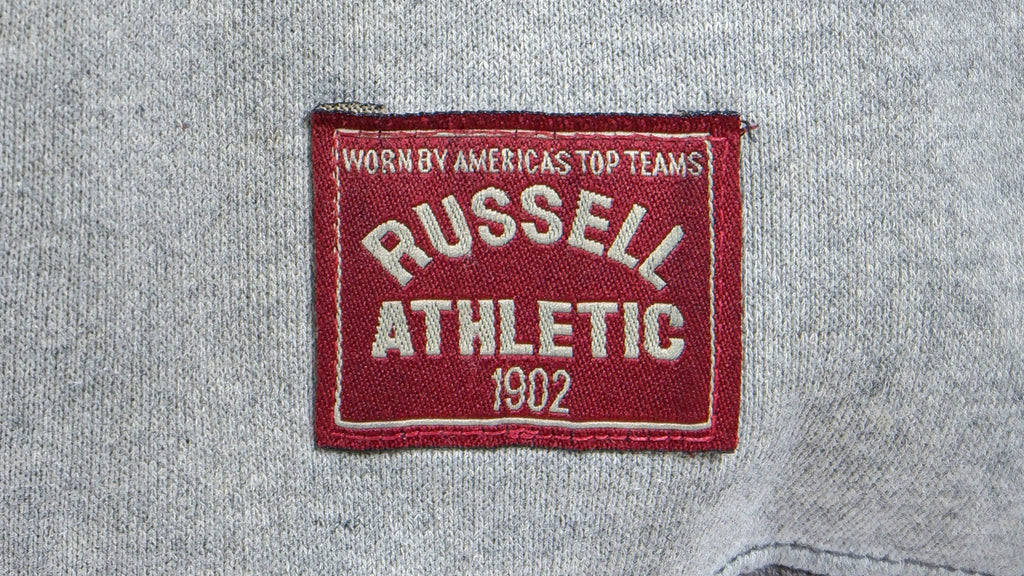 WORN BY AMERICAS TOP TEAMS
RUSSELL
ATHLETIC
1902